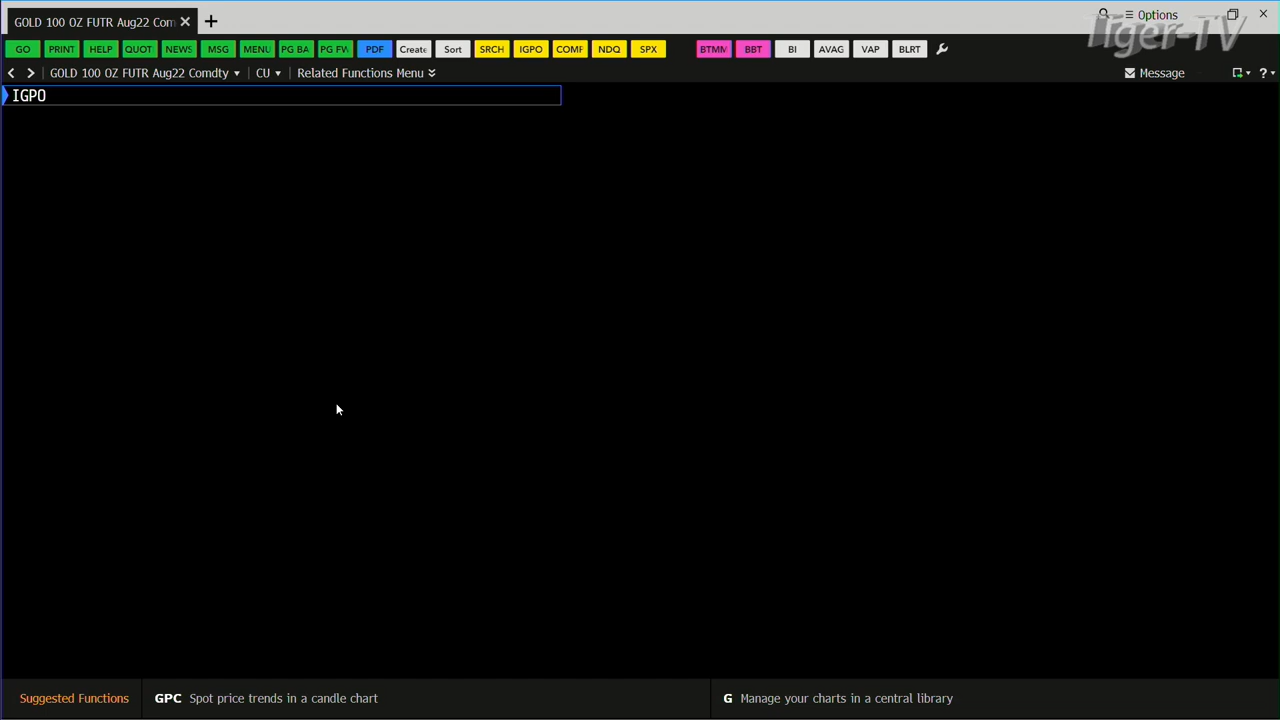 GOLD 100 OZ FUTR Aug22 Com
Options
Tiger-TV
GO PRINT HELP QUOT NEWS MSG MENU PG BA PG FW PDF Create Sort SRCH IGPO COMF NDQ SPX BTMM BBT BI AVAG VAP BLRT
GOLD 100 OZ FUTR Aug22 Comdty CU Related Functions Menu Message ?
IGPO
Suggested Functions GPC Spot price trends in a candle chart G Manage your charts in a central library